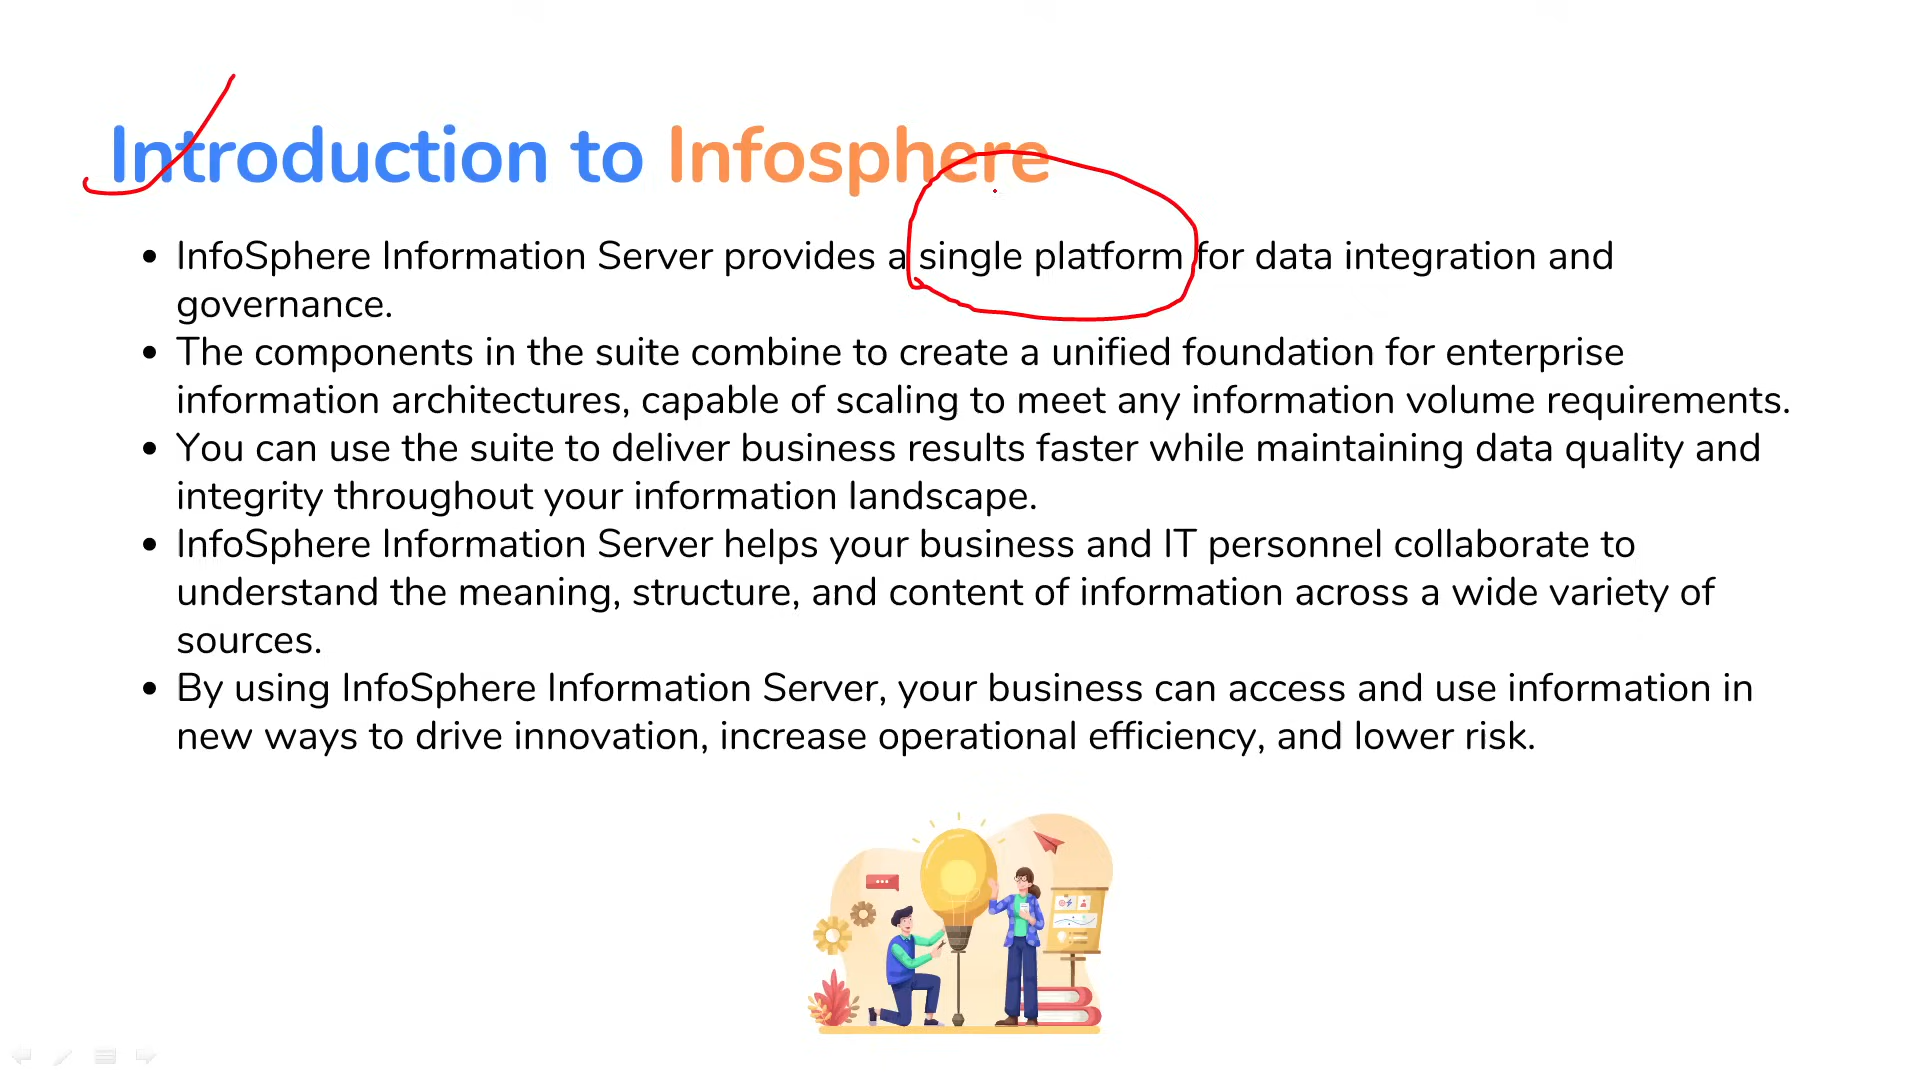 Introduction to Infosphere
• InfoSphere Information Server provides a single platform for data integration and
governance.
• The components in the suite combine to create a unified foundation for enterprise
information architectures, capable of scaling to meet any information volume requirements.
• You can use the suite to deliver business results faster while maintaining data quality and
integrity throughout your information landscape.
• InfoSphere Information Server helps your business and IT personnel collaborate to
understand the meaning, structure, and content of information across a wide variety of
sources.
• By using InfoSphere Information Server, your business can access and use information in
new ways to drive innovation, increase operational efficiency, and lower risk.